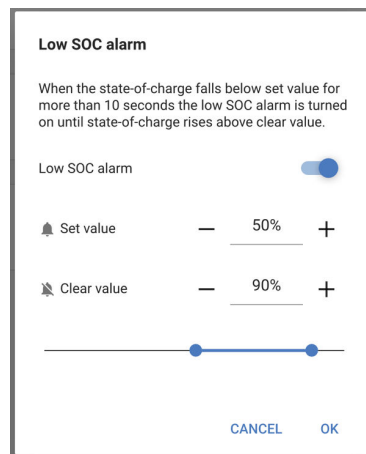 Low SOC alarm
When the state-of-charge falls below set value for
more than 10 seconds the low SOC alarm is turned
on until state-of-charge rises above clear value.
Low SOC alarm
Set value − 50% +
Clear value − 90% +
CANCEL OK